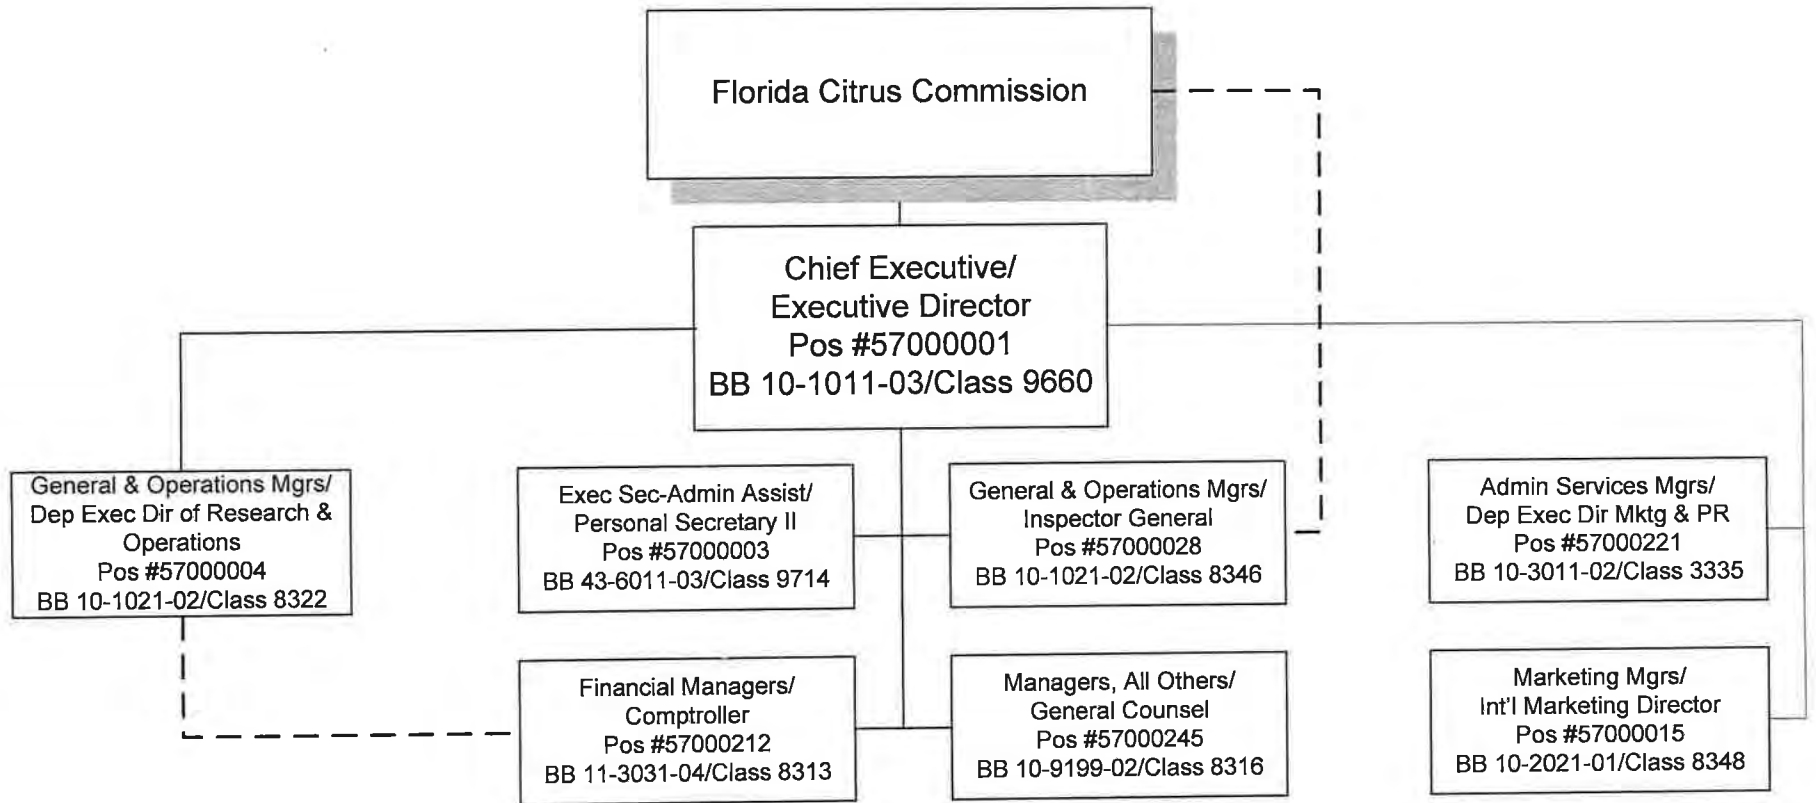 Florida Citrus Commission
Chief Executive/
Executive Director
Pos #57000001
BB 10-1011-03/Class 9660
General & Operations Mgrs/
Dep Exec Dir of Research &
Operations
Pos #57000004
BB 10-1021-02/Class 8322
Exec Sec-Admin Assist/
Personal Secretary II
Pos #57000003
BB 43-6011-03/Class 9714
General & Operations Mgrs/
Inspector General
Pos #57000028
BB 10-1021-02/Class 8346
Admin Services Mgrs/
Dep Exec Dir Mktg & PR
Pos #57000221
BB 10-3011-02/Class 3335
Financial Managers/
Comptroller
Pos #57000212
BB 11-3031-04/Class 8313
Managers, All Others/
General Counsel
Pos #57000245
BB 10-9199-02/Class 8316
Marketing Mgrs/
Int'l Marketing Director
Pos #57000015
BB 10-2021-01/Class 8348